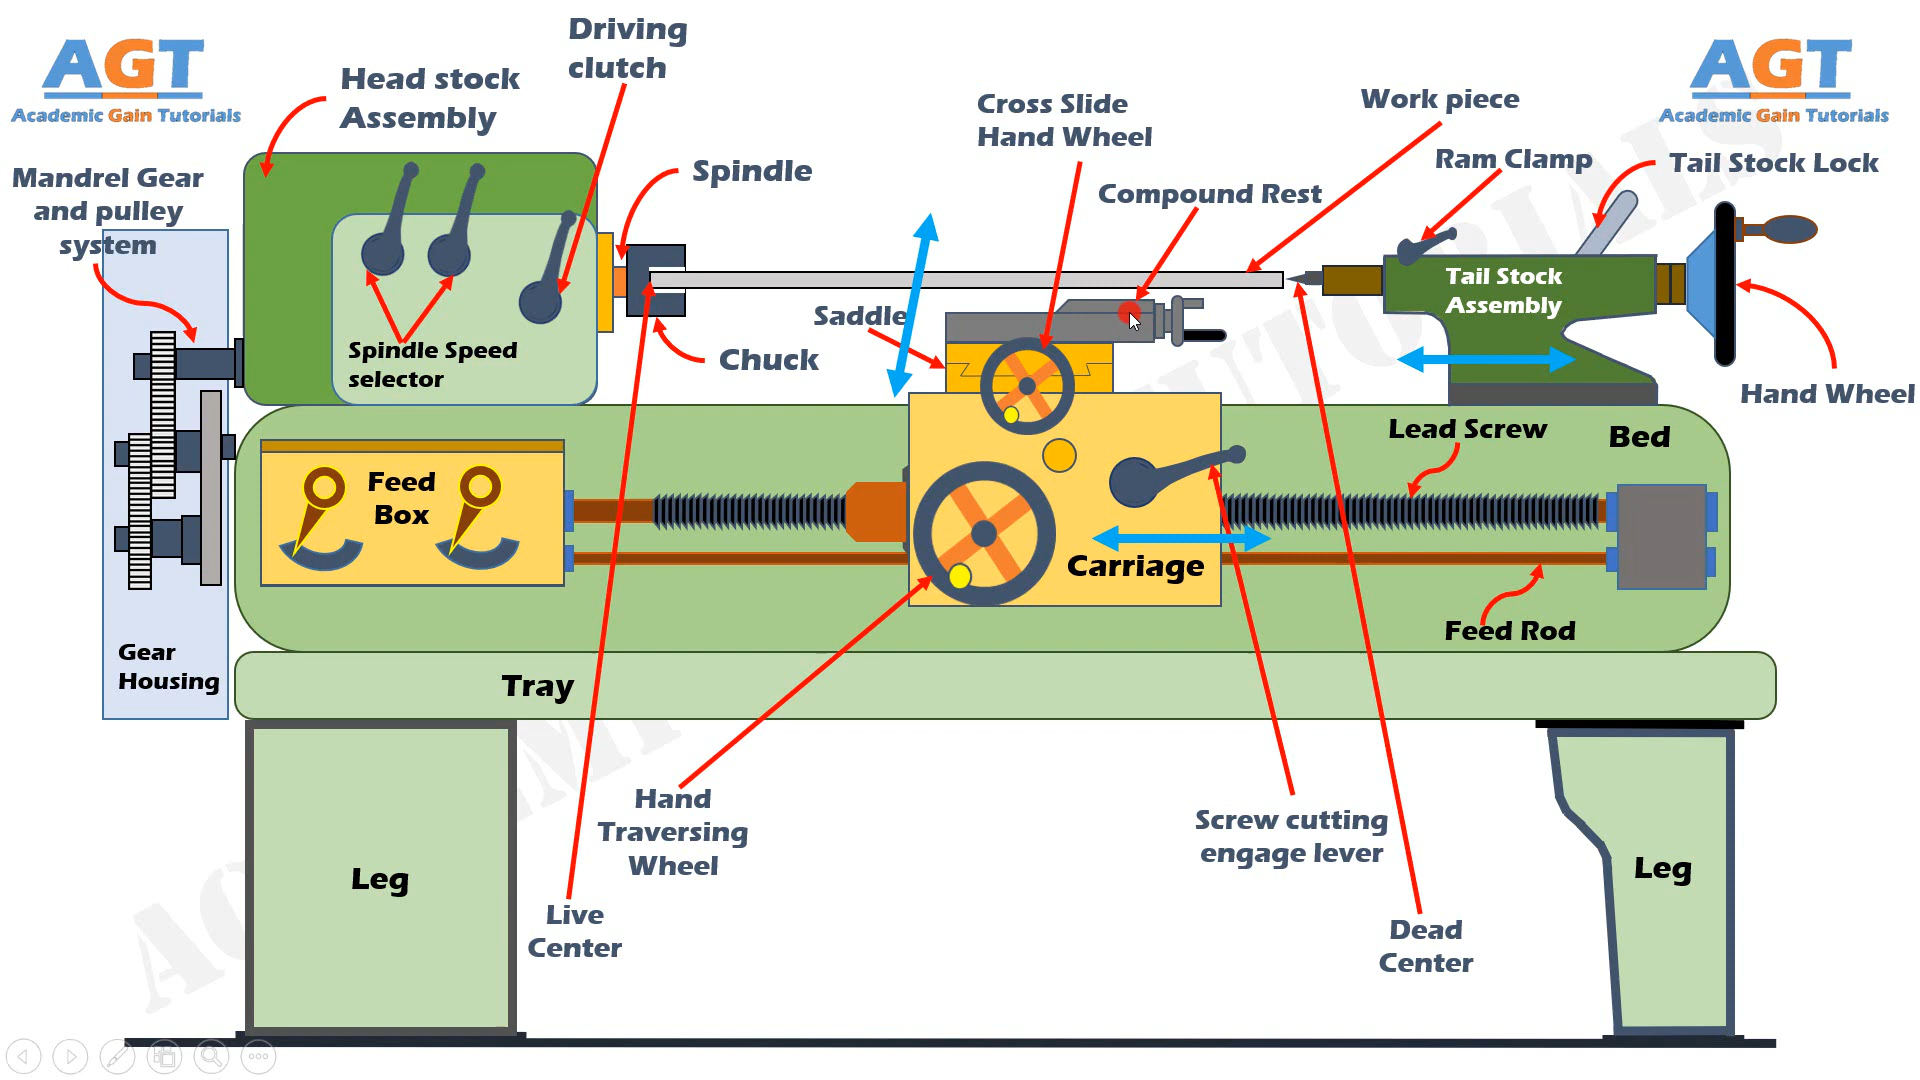 AGT
Academic Gain Tutorials
Head stock
Assembly
Driving
clutch
Mandrel Gear
and pulley
system
Spindle
Cross Slide
Hand Wheel
Compound Rest
Work piece
Ram Clamp
AGT
Academic Gain Tutorials
Tail Stock Lock
Tail Stock
Assembly
Saddle
Chuck
Spindle Speed
selector
Hand Wheel
Lead Screw
Bed
Feed
Box
Carriage
Feed Rod
Gear
Housing
Tray
Hand
Traversing
Wheel
Screw cutting
engage lever
Leg
Leg
Live
Center
Dead
Center